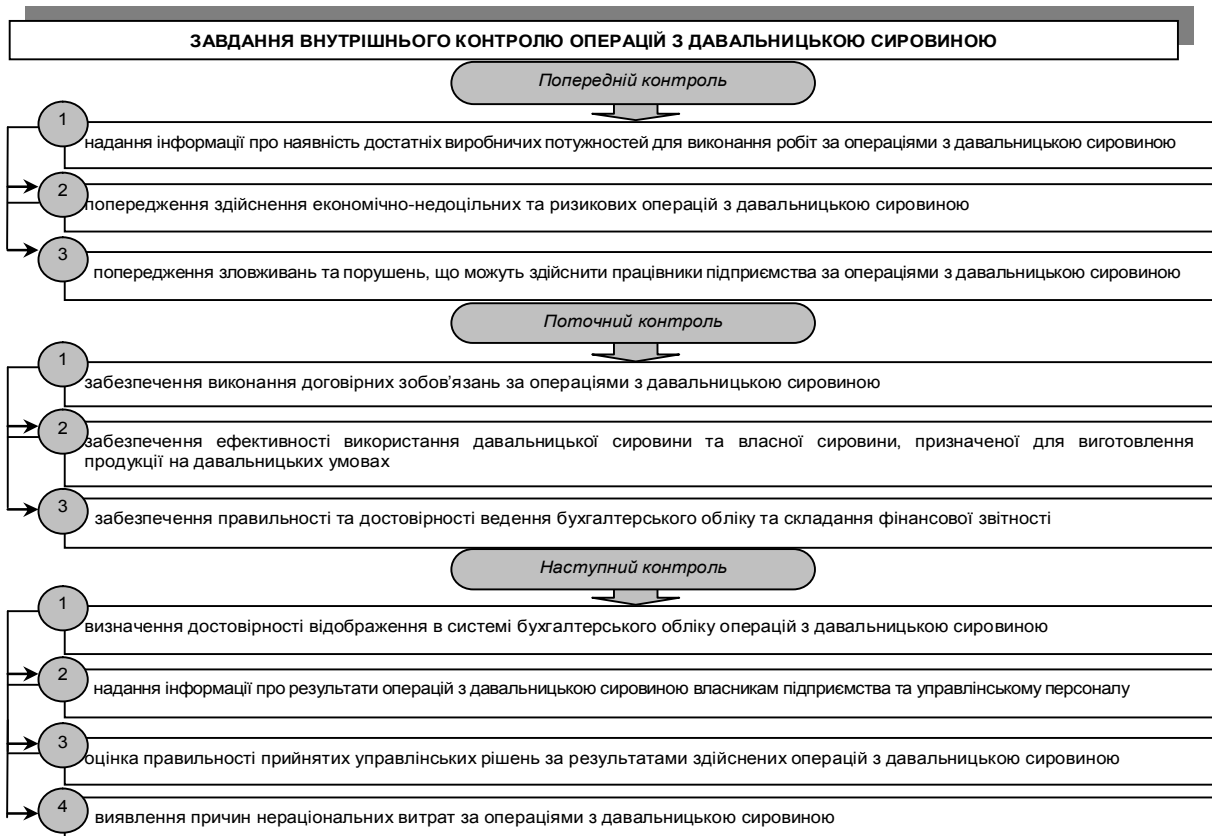 ЗАВДАННЯ ВНУТРІШНЬОГО КОНТРОЛЮ ОПЕРАЦІЙ З ДАВАЛЬНИЦЬКОЮ СИРОВИНОЮ
Попередній контроль
1
надання інформації про наявність достатніх виробничих потужностей для виконання робіт за операціями з давальницькою сировиною
2
попередження здійснення економічно-недоцільних та ризикових операцій з давальницькою сировиною
3
попередження зловживань та порушень, що можуть здійснити працівники підприємства за операціями з давальницькою сировиною
Поточний контроль
1
забезпечення виконання договірних зобов’язань за операціями з давальницькою сировиною
2
забезпечення ефективності використання давальницької сировини та власної сировини, призначеної для виготовлення
продукції на давальницьких умовах
3
забезпечення правильності та достовірності ведення бухгалтерського обліку та складання фінансової звітності
Наступний контроль
1
визначення достовірності відображення в системі бухгалтерського обліку операцій з давальницькою сировиною
2
надання інформації про результати операцій з давальницькою сировиною власникам підприємства та управлінському персоналу
3
оцінка правильності прийнятих управлінських рішень за результатами здійснених операцій з давальницькою сировиною
4
виявлення причин нераціональних витрат за операціями з давальницькою сировиною